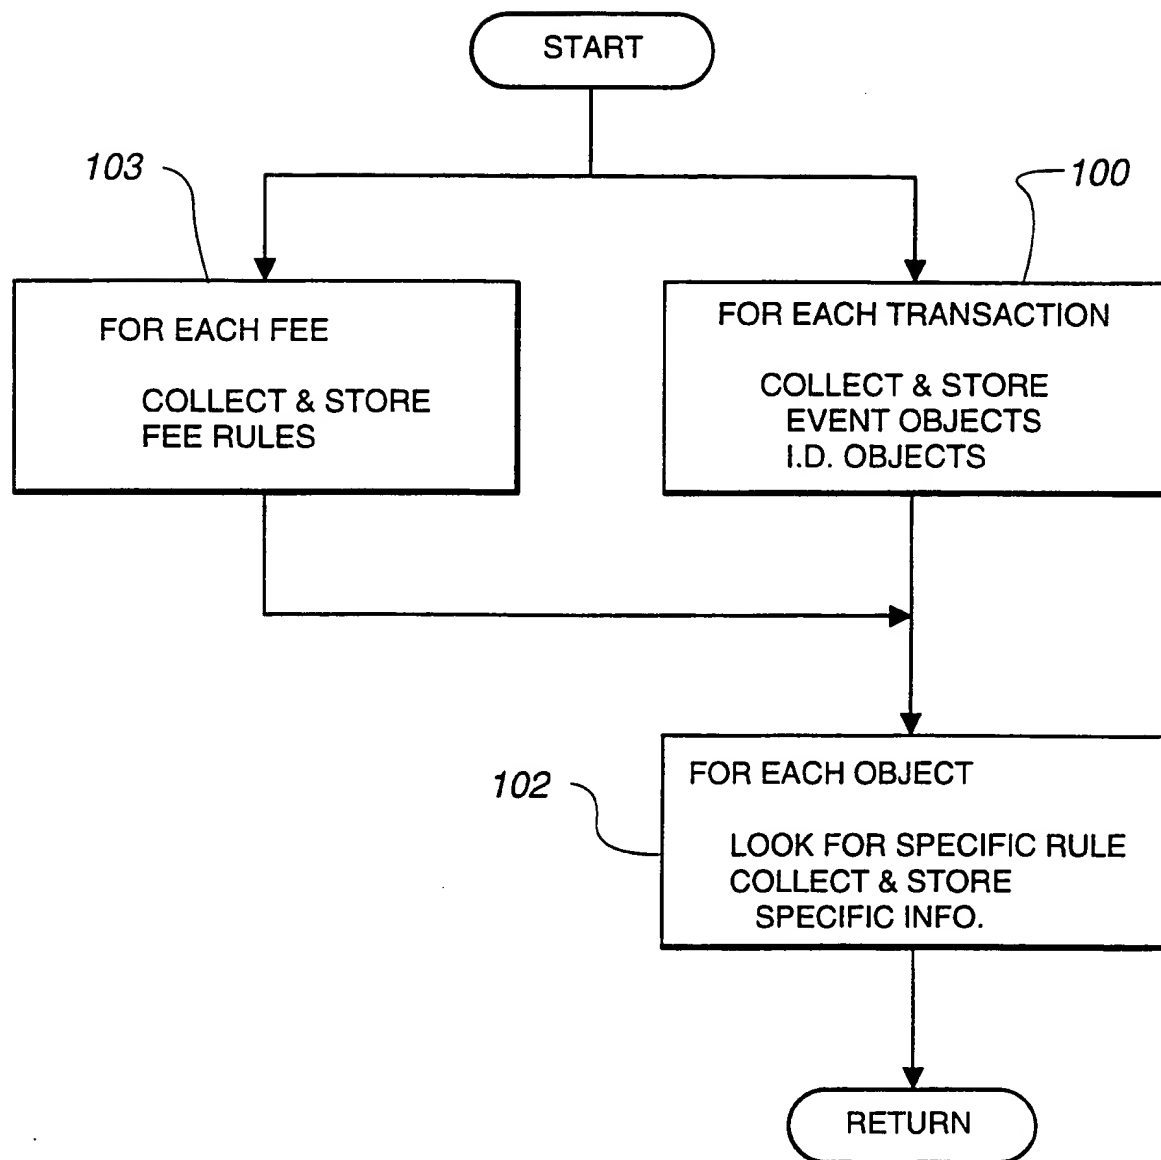 START
103
100
FOR EACH FEE
COLLECT & STORE
FEE RULES
FOR EACH TRANSACTION
COLLECT & STORE
EVENT OBJECTS
I.D. OBJECTS
102
FOR EACH OBJECT
LOOK FOR SPECIFIC RULE
COLLECT & STORE
SPECIFIC INFO.
RETURN